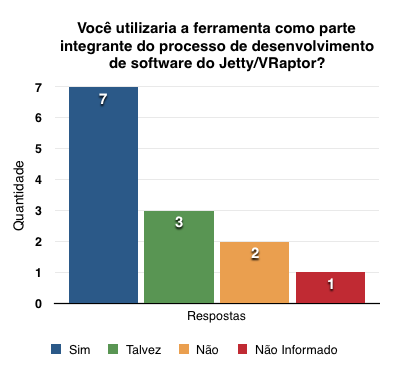 Você utilizaria a ferramenta como parte
integrante do processo de desenvolvimento
de software do Jetty/VRaptor?
7
6
5
4
3
2
1
0
Quantidade
7
3
2
1
Respostas
Sim
Talvez
Não
Não Informado